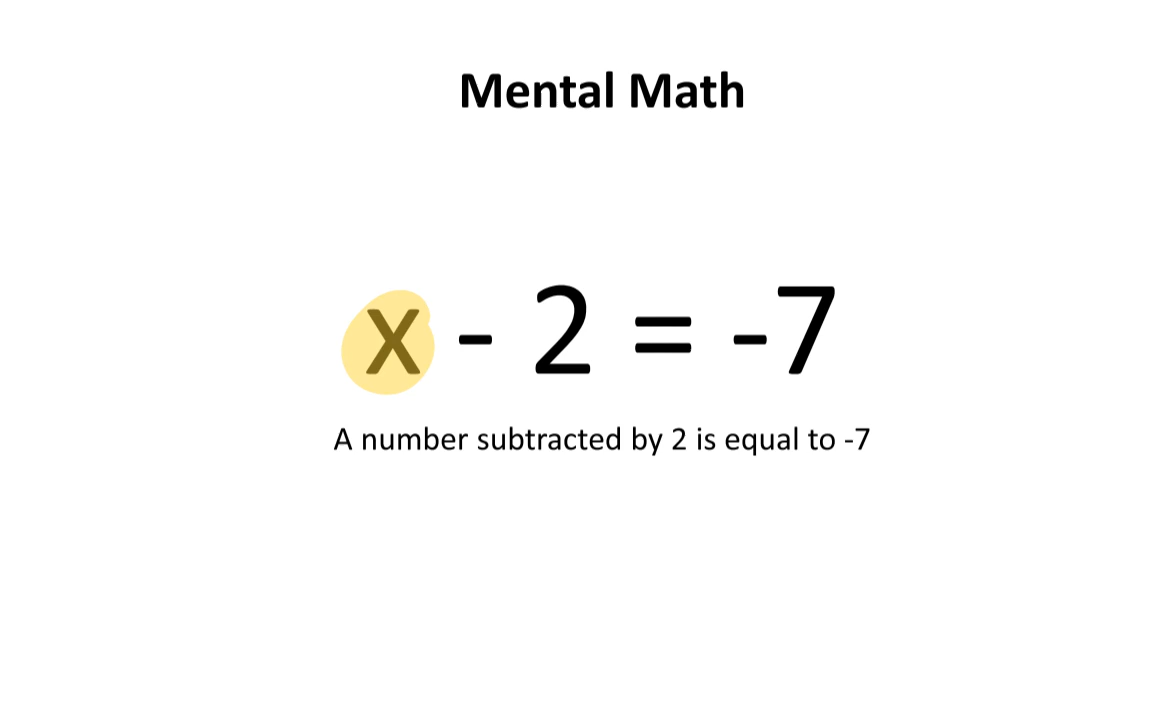 Mental Math
x - 2 = -7
A number subtracted by 2 is equal to -7